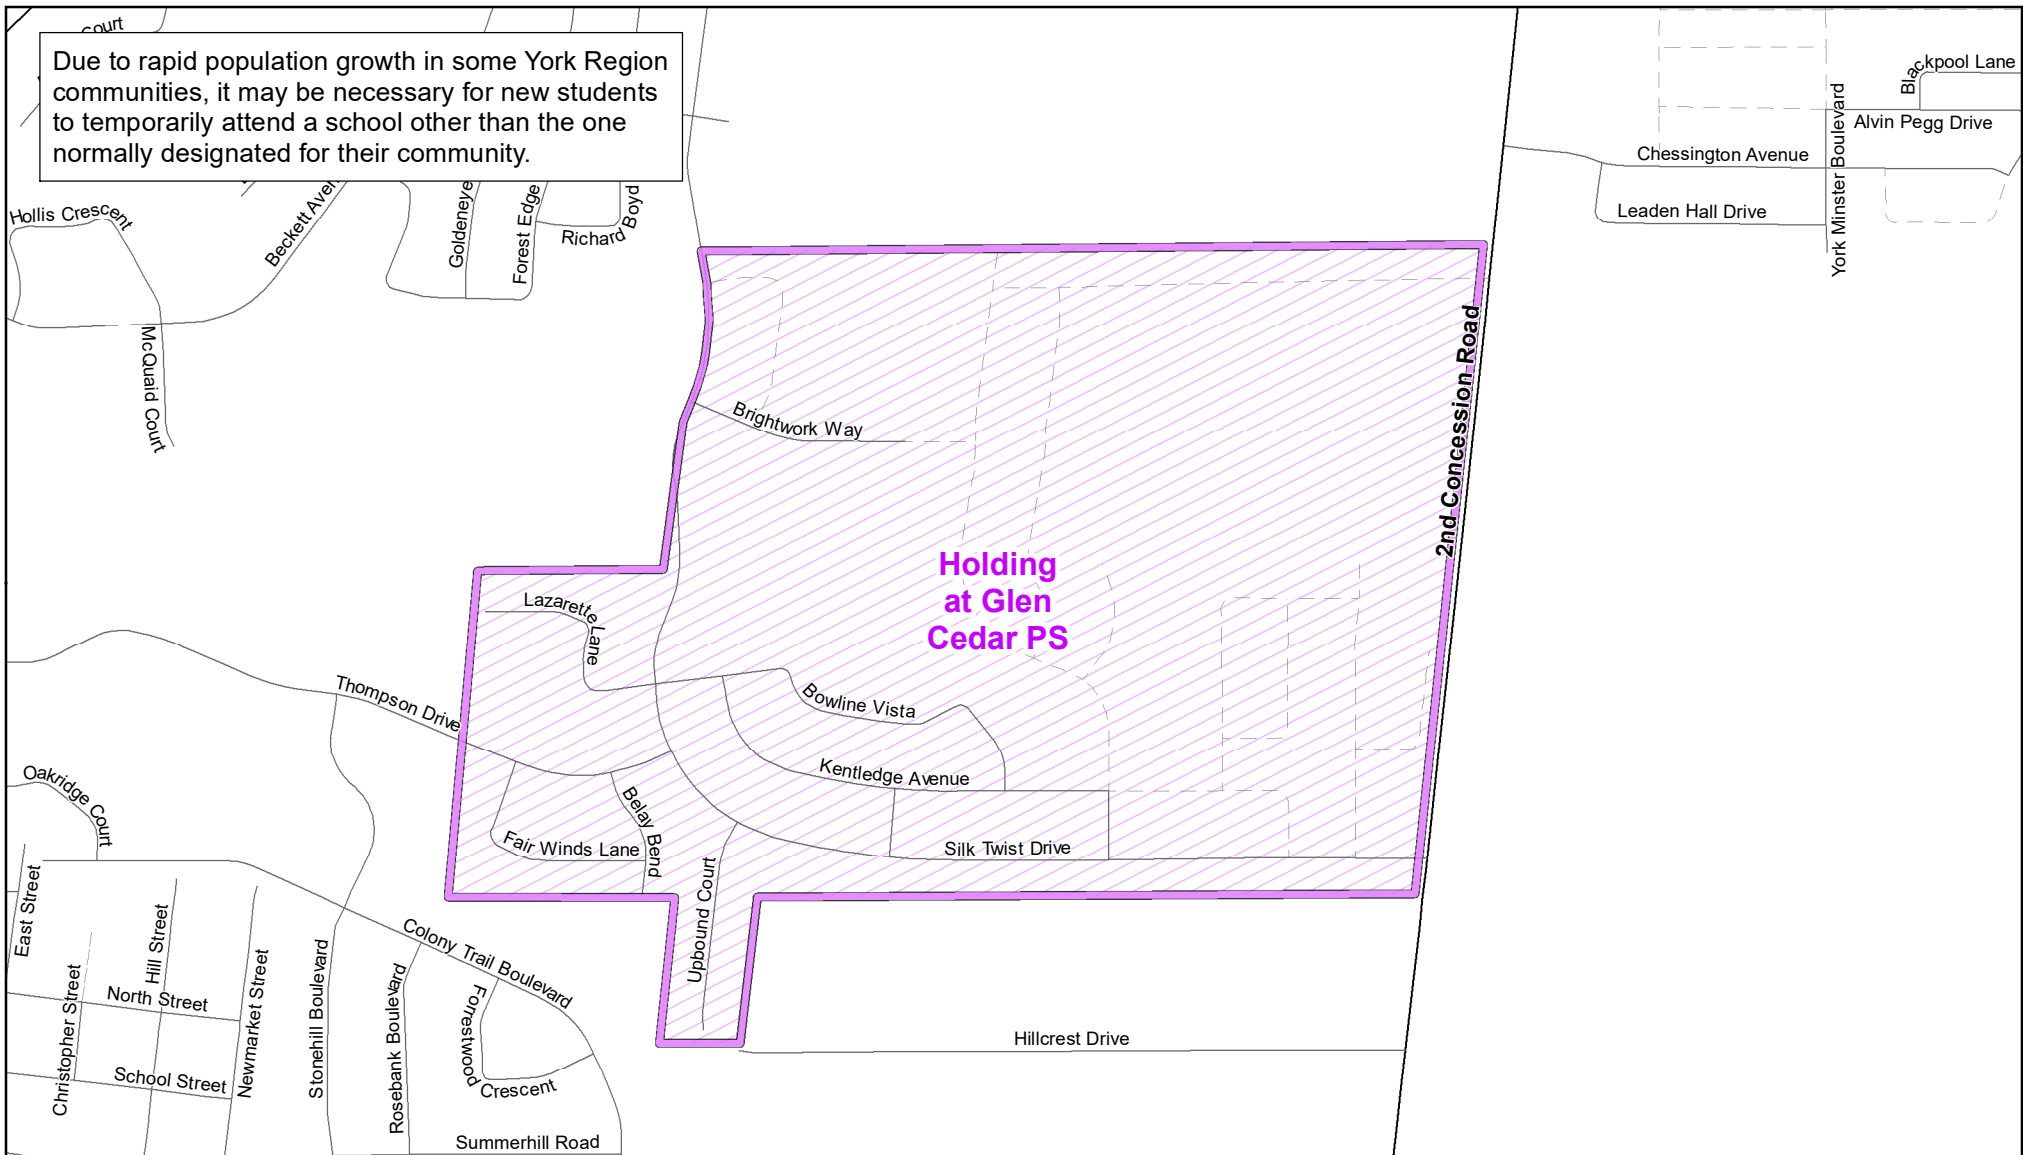 Court
Due to rapid population growth in some York Region
communities, it may be necessary for new students
to temporarily attend a school other than the one
normally designated for their community.
Blackpool Lane
Alvin Pegg Drive
York Minster Boulevard
Chessington Avenue
Leaden Hall Drive
Hollis Crescent
Beckett Aven
Goldeneye
Forest Edge
Richard Boyd
McQuaid Court
Brightwork Way
2nd Concession Road
Holding
at Glen
Cedar PS
Lazarette Lane
Thompson Drive
Bowline Vista
Kentledge Avenue
Oakridge Court
Belay Bend
Fair Winds Lane
Silk Twist Drive
Upbound Court
East Street
Hill Street
Christopher Street
North Street
Newmarket Street
School Street
Stonehill Boulevard
Rosebank Boulevard
Colony Trail Boulevard
Forrestwood Crescent
Hillcrest Drive
Summerhill Road